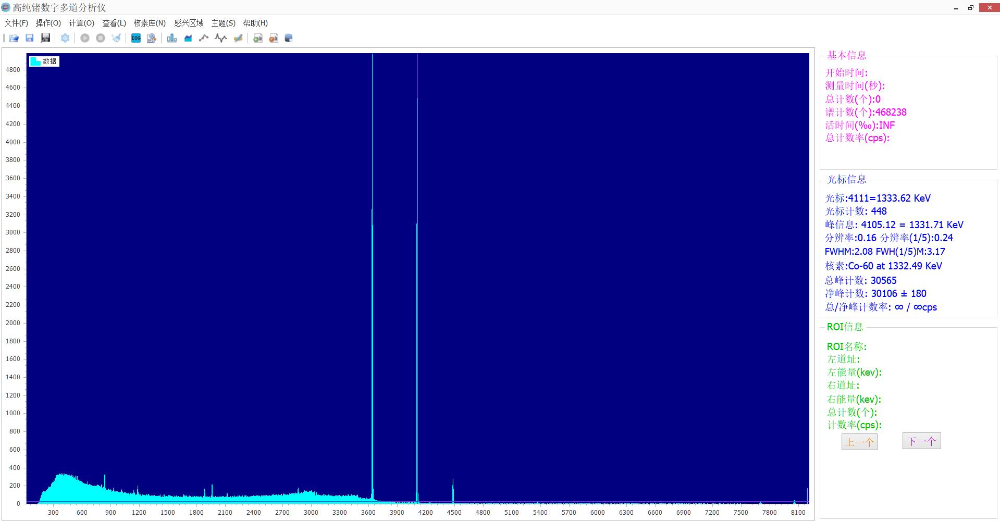 高纯锗数字多道分析仪
文件(F) 操作(O) 计算(O) 查看(L) 核素库(N) 感兴区域 主题(S) 帮助(H)
LOG
数据
4800
4600
4400
4200
4000
3800
3600
3400
3200
3000
2800
2600
2400
2200
2000
1800
1600
1400
1200
1000
800
600
400
200
0
300 600 900 1200 1500 1800 2100 2400 2700 3000 3300 3600 3900 4200 4500 4800 5100 5400 5700 6000 6300 6600 6900 7200 7500 7800 8100
基本信息
开始时间:
测量时间(秒):
总计数(个):0
谱计数(个):468238
活时间(‰):INF
总计数率(cps):
光标信息
光标:4111=1333.62 KeV
光标计数: 448
峰信息: 4105.12 = 1331.71 KeV
分辨率:0.16 分辨率(1/5):0.24
FWHM:2.08 FWH(1/5)M:3.17
核素:Co-60 at 1332.49 KeV
总峰计数: 30565
净峰计数: 30106 ± 180
总/净峰计数率: ∞ / ∞cps
ROI信息
ROI名称:
左道址:
左能量(kev):
右道址:
右能量(kev):
总计数(个):
计数率(cps):
上一个 下一个